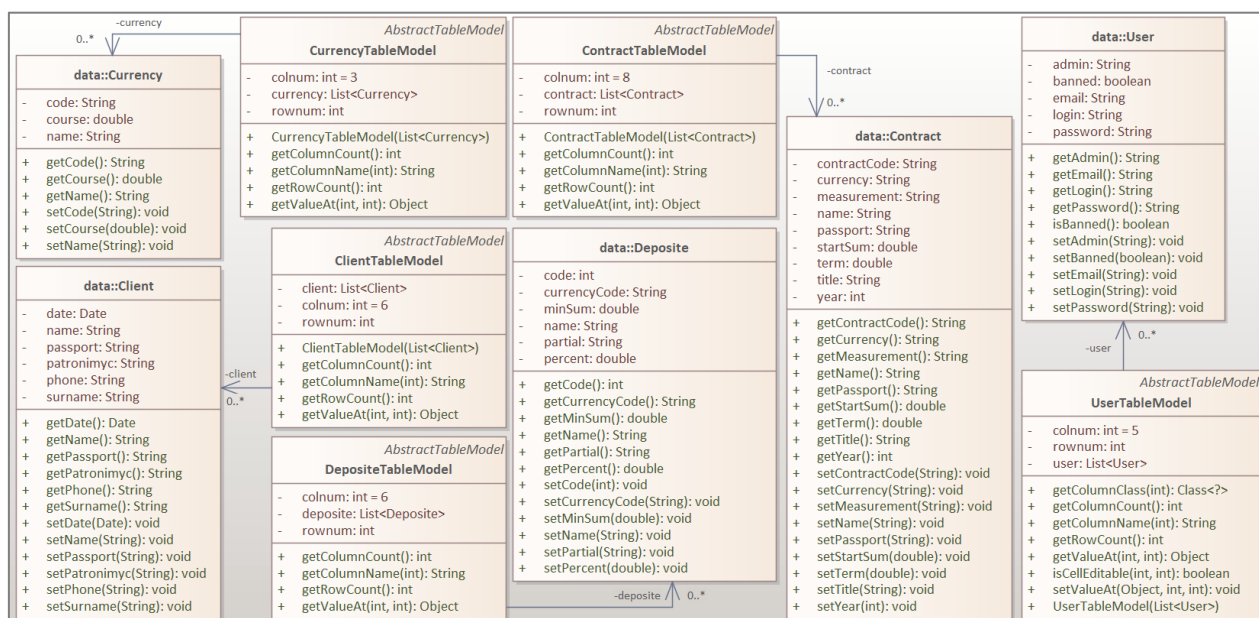 -currency
0..*
data::Currency
- code: String
- course: double
- name: String
+ getCode(): String
+ getCourse(): double
+ getName(): String
+ setCode(String): void
+ setCourse(double): void
+ setName(String): void
AbstractTableModel
CurrencyTableModel
- colnum: int = 3
- currency: List<Currency>
- rownum: int
+ CurrencyTableModel(List<Currency>)
+ getColumnCount(): int
+ getColumnName(int): String
+ getRowCount(): int
+ getValueAt(int, int): Object
AbstractTableModel
ContractTableModel
- colnum: int = 8
- contract: List<Contract>
- rownum: int
+ ContractTableModel(List<Contract>)
+ getColumnCount(): int
+ getColumnName(int): String
+ getRowCount(): int
+ getValueAt(int, int): Object
-contract
0..*
data::Contract
- contractCode: String
- currency: String
- measurement: String
- name: String
- passport: String
- startSum: double
- term: double
- title: String
- year: int
+ getContractCode(): String
+ getCurrency(): String
+ getMeasurement(): String
+ getName(): String
+ getPassport(): String
+ getStartSum(): double
+ getTerm(): double
+ getTitle(): String
+ getYear(): int
+ setContractCode(String): void
+ setCurrency(String): void
+ setMeasurement(String): void
+ setName(String): void
+ setPassport(String): void
+ setStartSum(double): void
+ setTerm(double): void
+ setTitle(String): void
+ setYear(int): void
data::User
- admin: String
- banned: boolean
- email: String
- login: String
- password: String
+ getAdmin(): String
+ getEmail(): String
+ getLogin(): String
+ getPassword(): String
+ isBanned(): boolean
+ setAdmin(String): void
+ setBanned(boolean): void
+ setEmail(String): void
+ setLogin(String): void
+ setPassword(String): void
0..*
-user
AbstractTableModel
UserTableModel
- colnum: int = 5
- rownum: int
- user: List<User>
+ getColumnClass(int): Class<?>
+ getColumnCount(): int
+ getColumnName(int): String
+ getRowCount(): int
+ getValueAt(int, int): Object
+ isCellEditable(int, int): boolean
+ setValueAt(Object, int, int): void
+ UserTableModel(List<User>)
data::Client
- date: Date
- name: String
- passport: String
- patronimyc: String
- phone: String
- surname: String
+ getDate(): Date
+ getName(): String
+ getPassport(): String
+ getPatronimyc(): String
+ getPhone(): String
+ getSurname(): String
+ setDate(Date): void
+ setName(String): void
+ setPassport(String): void
+ setPatronimyc(String): void
+ setPhone(String): void
+ setSurname(String): void
-client
0..*
AbstractTableModel
ClientTableModel
- client: List<Client>
- colnum: int = 6
- rownum: int
+ ClientTableModel(List<Client>)
+ getColumnCount(): int
+ getColumnName(int): String
+ getRowCount(): int
+ getValueAt(int, int): Object
AbstractTableModel
DepositeTableModel
- colnum: int = 6
- deposite: List<Deposite>
- rownum: int
+ getColumnCount(): int
+ getColumnName(int): String
+ getRowCount(): int
+ getValueAt(int, int): Object
data::Deposite
- code: int
- currencyCode: String
- minSum: double
- name: String
- partial: String
- percent: double
+ getCode(): int
+ getCurrencyCode(): String
+ getMinSum(): double
+ getName(): String
+ getPartial(): String
+ getPercent(): double
+ setCode(int): void
+ setCurrencyCode(String): void
+ setMinSum(double): void
+ setName(String): void
+ setPartial(String): void
+ setPercent(double): void
-deposite
0..*